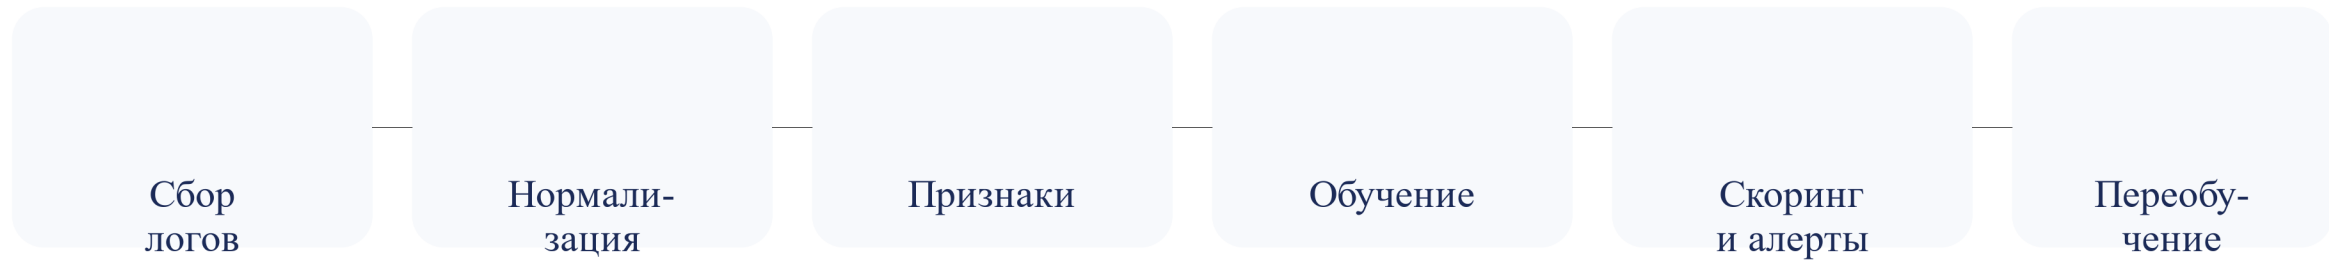 Сбор
логов
Нормали-
зация
Признаки
Обучение
Скоринг
и алерты
Переобу-
чение